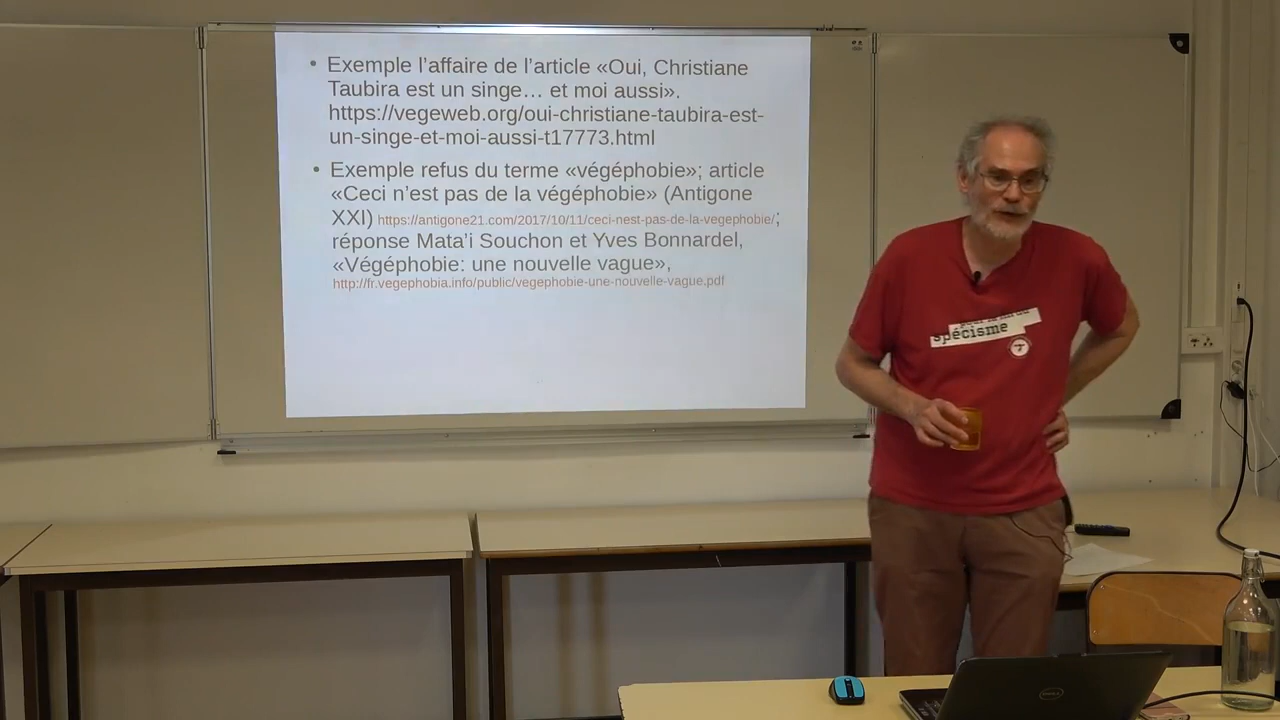 • Exemple l’affaire de l’article «Oui, Christiane
Taubira est un singe… et moi aussi».
https://vegeweb.org/oui-christiane-taubira-est-
un-singe-et-moi-aussi-t17773.html
• Exemple refus du terme «végéphobie»; article
«Ceci n’est pas de la végéphobie» (Antigone
XXI) https://antigone21.com/2017/10/11/ceci-nest-pas-de-la-vegephobie/;
réponse Mata’i Souchon et Yves Bonnardel,
«Végéphobie: une nouvelle vague»,
http://fr.vegephobia.info/public/vegephobie-une-nouvelle-vague.pdf
spécisme
DELL